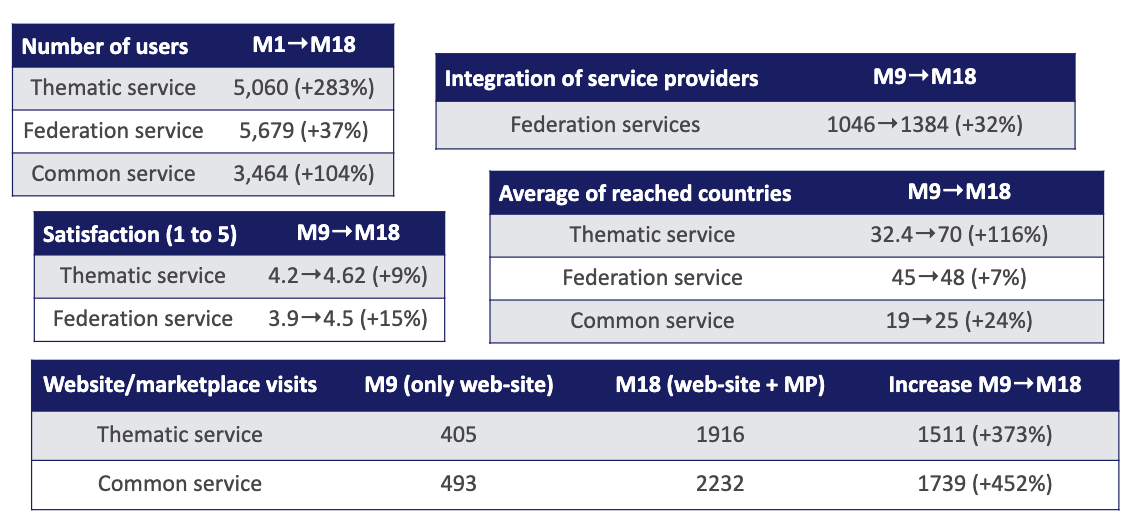 Number of users M1→M18
Thematic service 5,060 (+283%)
Federation service 5,679 (+37%)
Common service 3,464 (+104%)
Integration of service providers M9→M18
Federation services 1046→1384 (+32%)
Average of reached countries M9→M18
Thematic service 32.4→70 (+116%)
Federation service 45→48 (+7%)
Common service 19→25 (+24%)
Satisfaction (1 to 5) M9→M18
Thematic service 4.2→4.62 (+9%)
Federation service 3.9→4.5 (+15%)
Website/marketplace visits M9 (only web-site) M18 (web-site + MP) Increase M9→M18
Thematic service 405 1916 1511 (+373%)
Common service 493 2232 1739 (+452%)